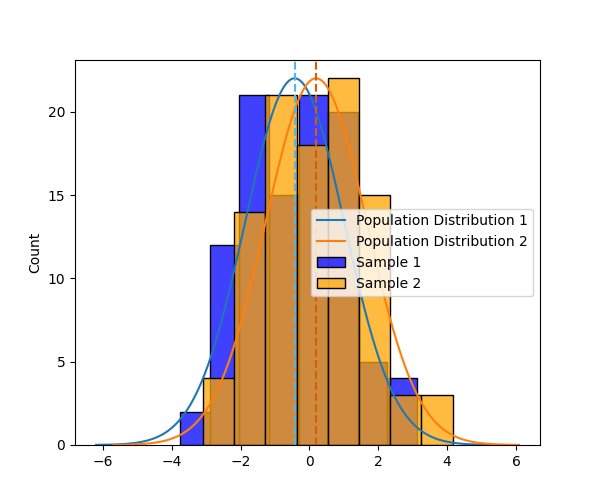 20
15
10
5
0
Count
Population Distribution 1
Population Distribution 2
Sample 1
Sample 2
−6 −4 −2 0 2 4 6